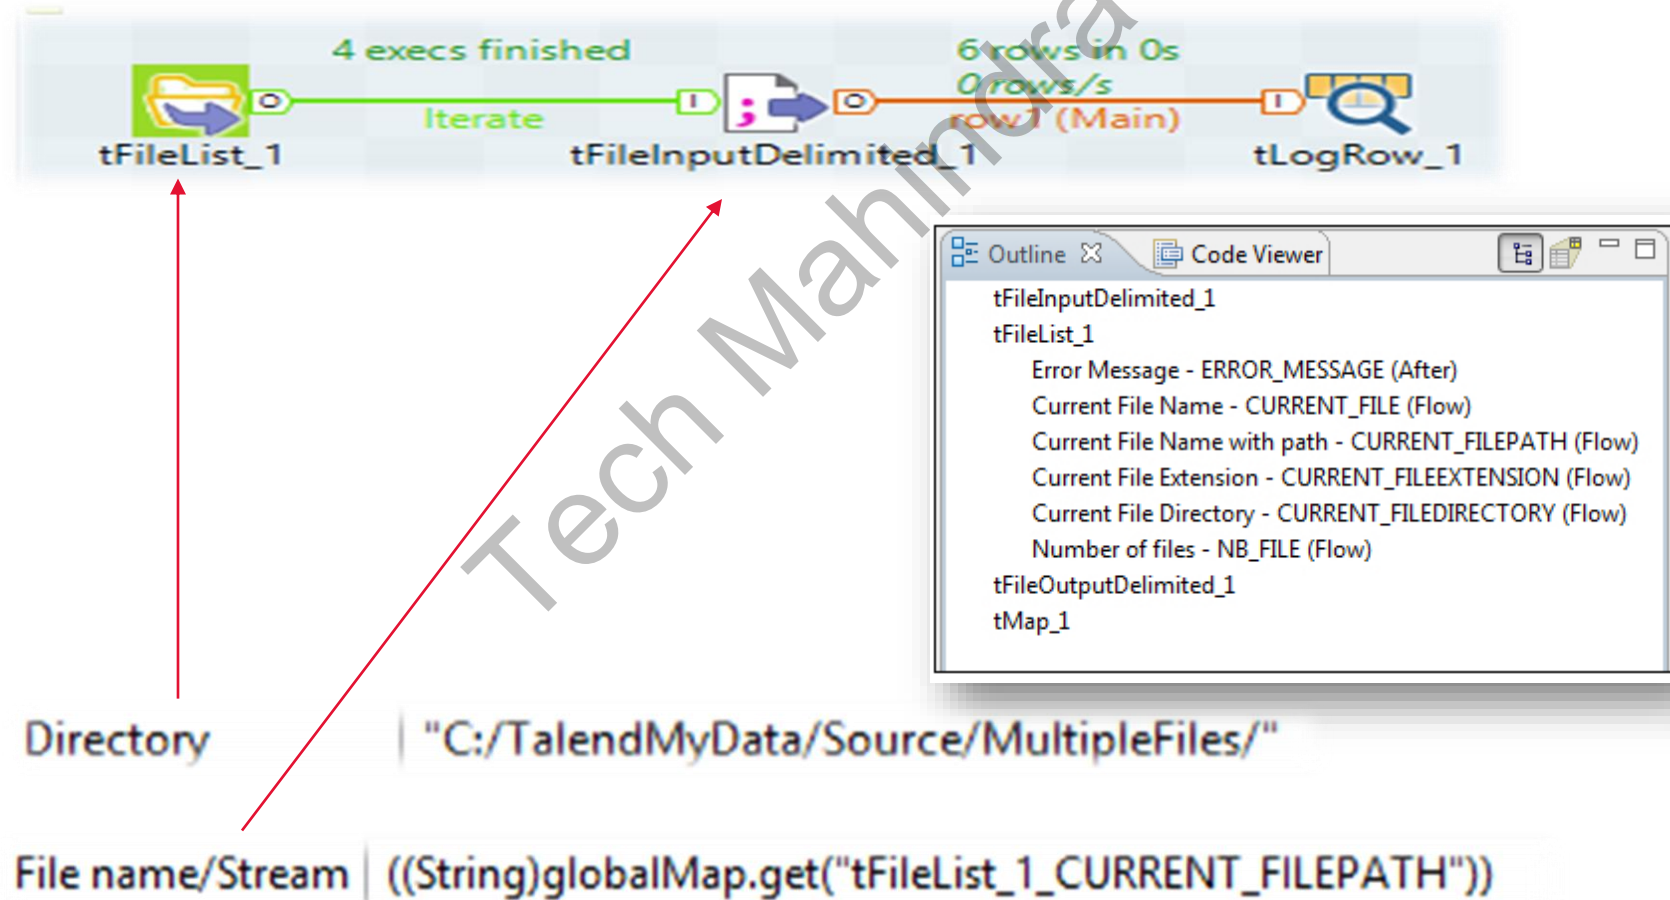 4 execs finished
6 rows in 0s
0 rows/s
Iterate
row1 (Main)
tFileList_1
tFileInputDelimited_1
tLogRow_1
Tech Mahindra
Outline
Code Viewer
tFileInputDelimited_1
tFileList_1
Error Message - ERROR_MESSAGE (After)
Current File Name - CURRENT_FILE (Flow)
Current File Name with path - CURRENT_FILEPATH (Flow)
Current File Extension - CURRENT_FILEEXTENSION (Flow)
Current File Directory - CURRENT_FILEDIRECTORY (Flow)
Number of files - NB_FILE (Flow)
tFileOutputDelimited_1
tMap_1
Directory "C:/TalendMyData/Source/MultipleFiles/"
File name/Stream ((String)globalMap.get("tFileList_1_CURRENT_FILEPATH"))